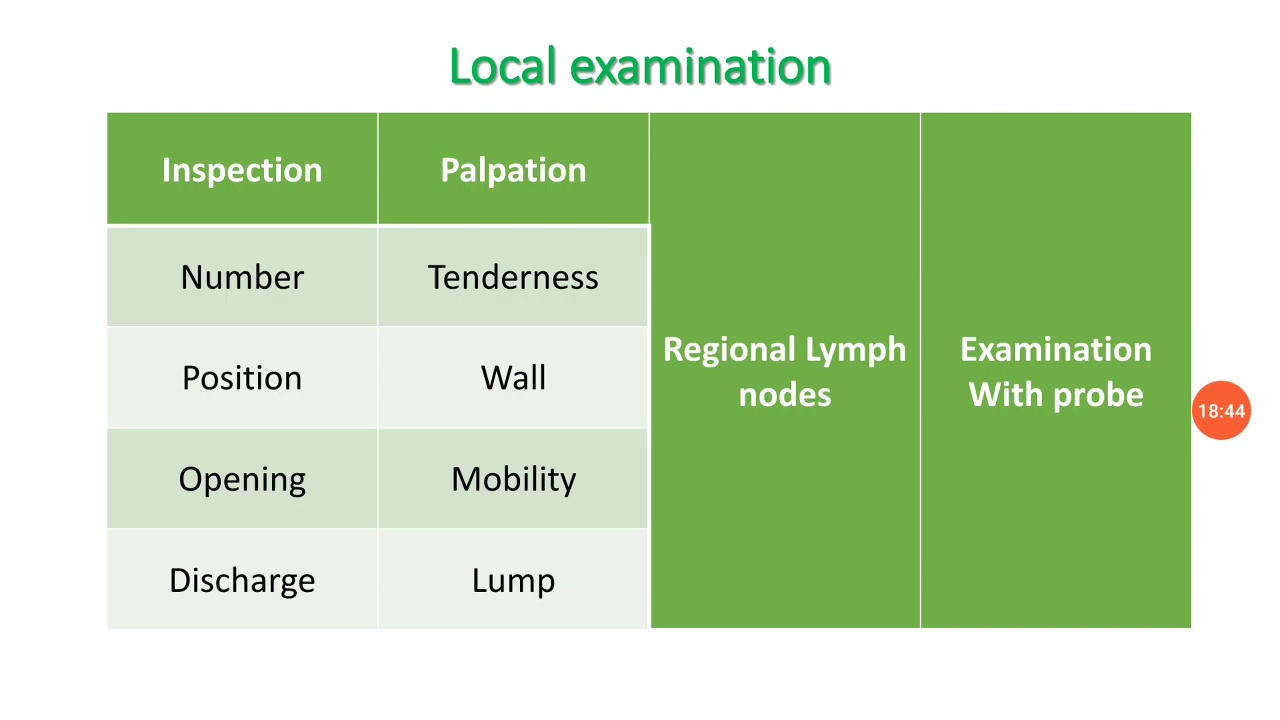 Local examination
Inspection
Palpation
Number
Tenderness
Position
Wall
Opening
Mobility
Discharge
Lump
Regional Lymph
nodes
Examination
With probe
18:44